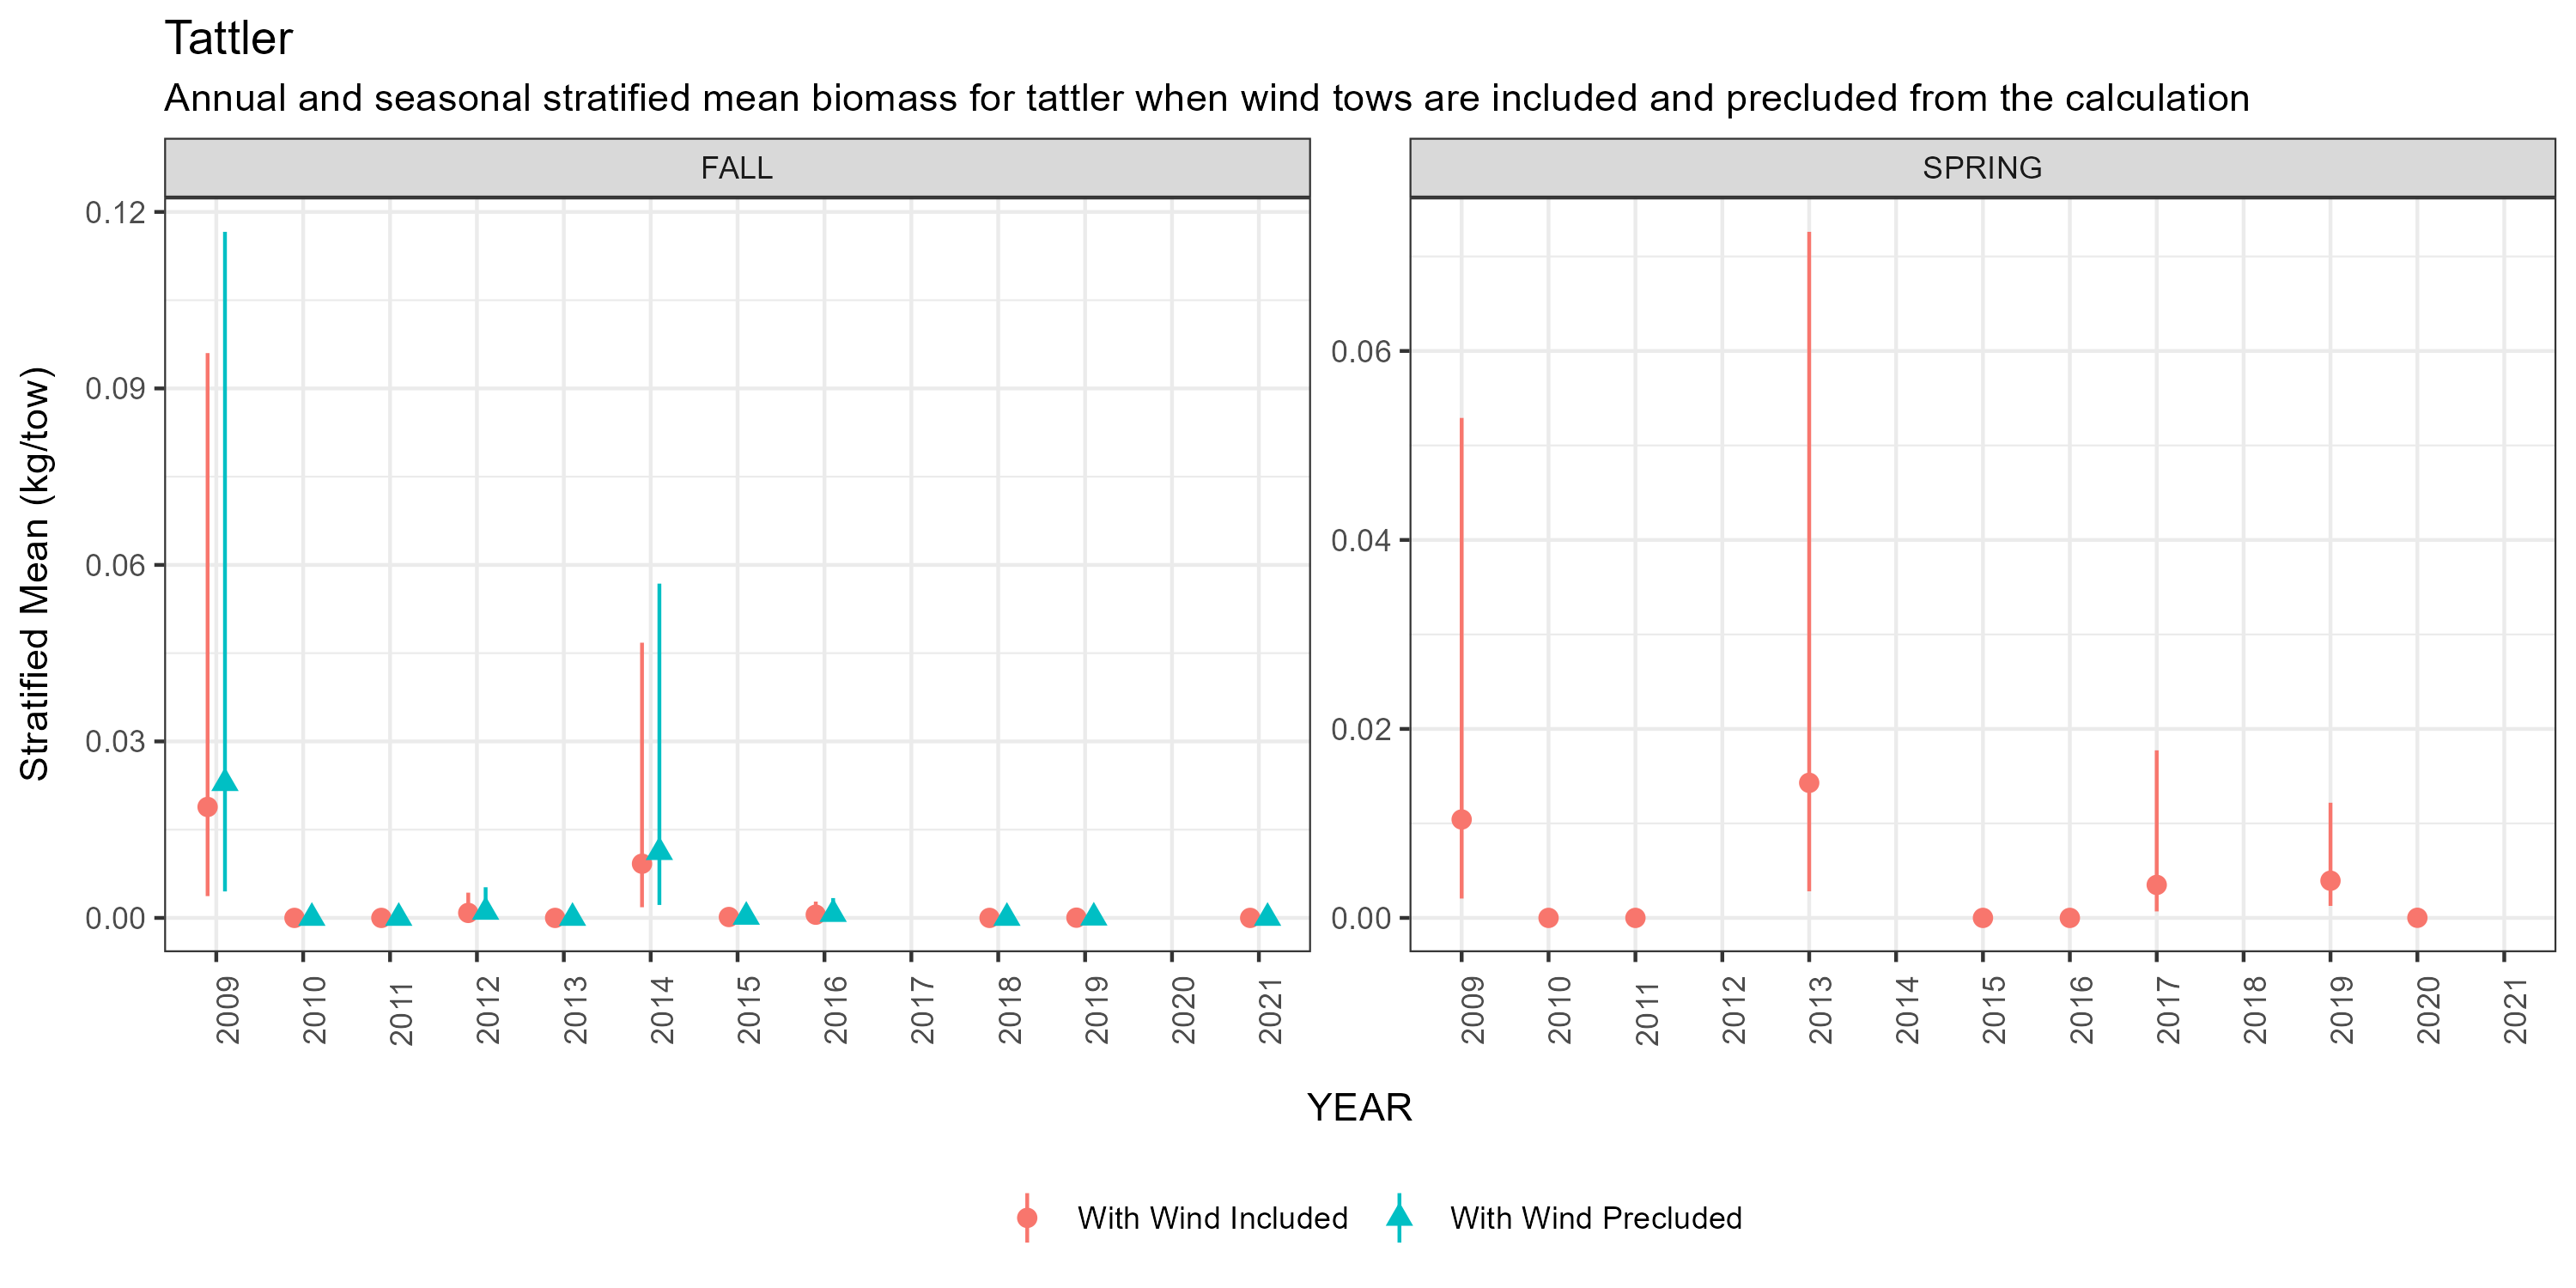 Tattler
Annual and seasonal stratified mean biomass for tattler when wind tows are included and precluded from the calculation
FALL
SPRING
Stratified Mean (kg/tow)
0.12
0.09
0.06
0.03
0.00
0.06
0.04
0.02
0.00
2009 2010 2011 2012 2013 2014 2015 2016 2017 2018 2019 2020 2021
2009 2010 2011 2012 2013 2014 2015 2016 2017 2018 2019 2020 2021
YEAR
With Wind Included
With Wind Precluded